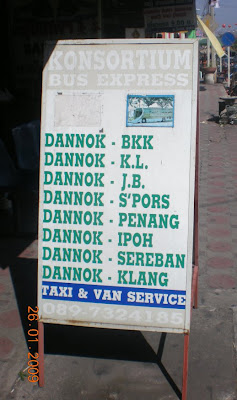 KONSORTIUM
BUS EXPRESS
DANNOK - BKK
DANNOK - K.L.
DANNOK - J.B.
DANNOK - S'PORS
DANNOK - PENANG
DANNOK - IPOH
DANNOK - SEREBAN
DANNOK - KLANG
TAXI & VAN SERVICE
26.01.2009